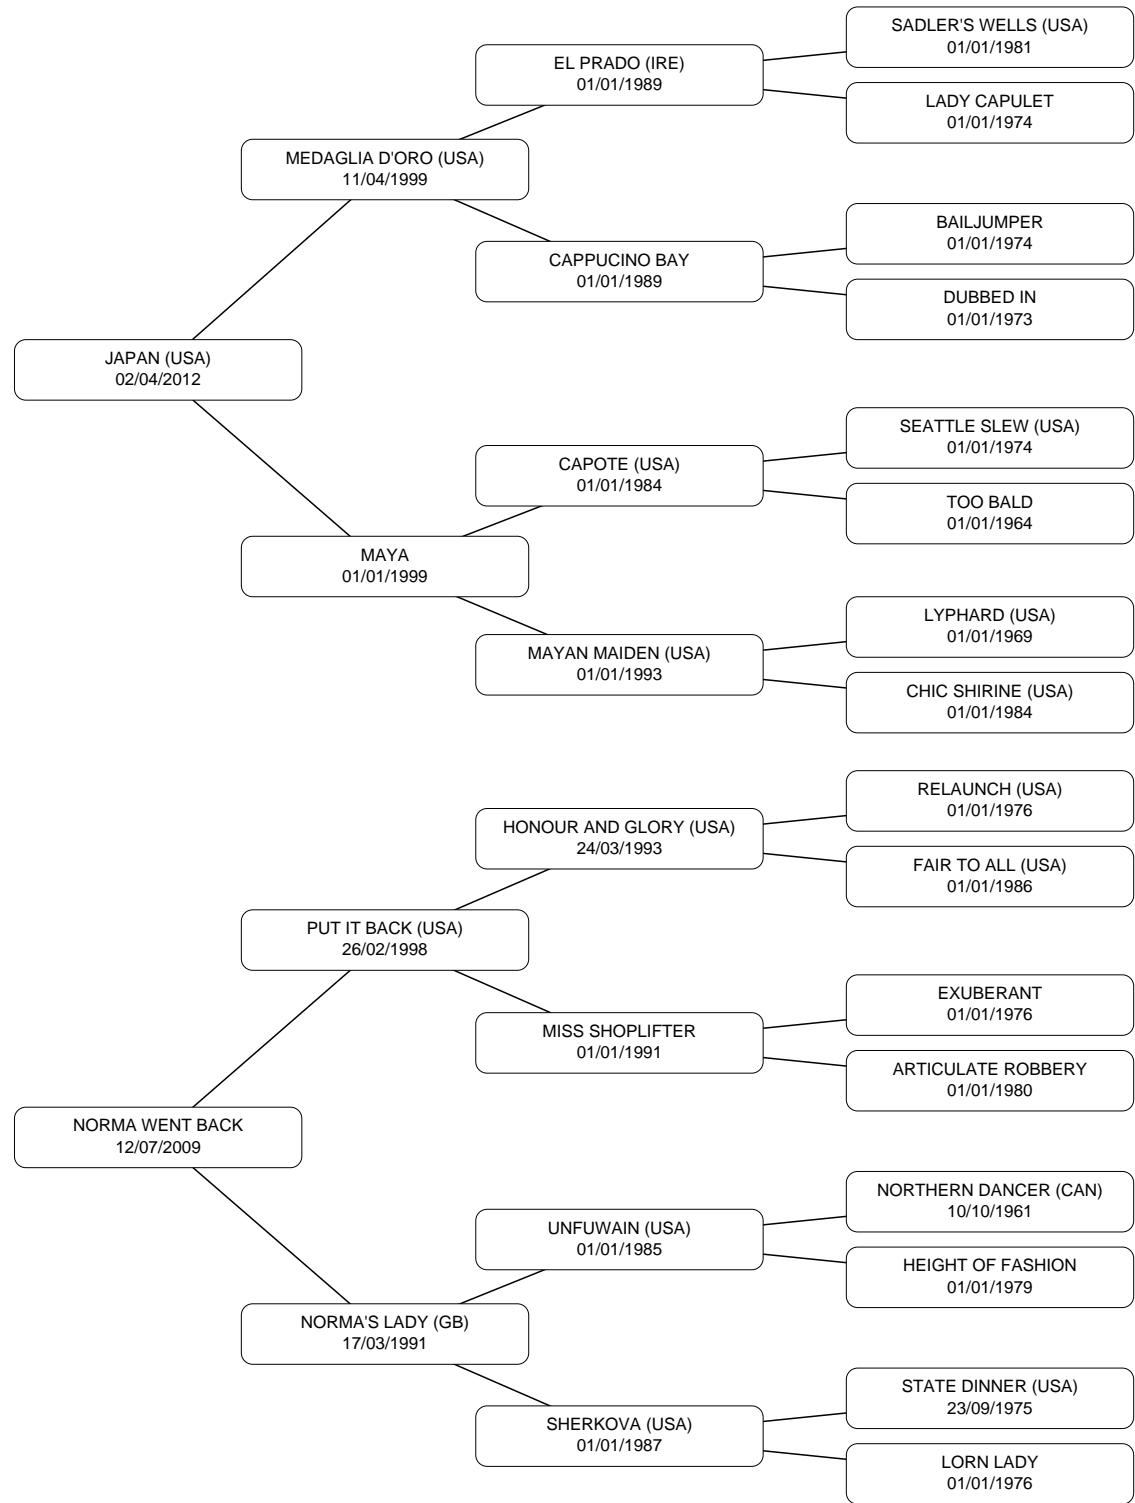 SADLER'S WELLS (USA)
01/01/1981
EL PRADO (IRE)
01/01/1989
LADY CAPULET
01/01/1974
MEDAGLIA D'ORO (USA)
11/04/1999
BAILJUMPER
01/01/1974
CAPPUCINO BAY
01/01/1989
DUBBED IN
01/01/1973
JAPAN (USA)
02/04/2012
SEATTLE SLEW (USA)
01/01/1974
CAPOTE (USA)
01/01/1984
TOO BALD
01/01/1964
MAYA
01/01/1999
LYPHARD (USA)
01/01/1969
MAYAN MAIDEN (USA)
01/01/1993
CHIC SHIRINE (USA)
01/01/1984
RELAUNCH (USA)
01/01/1976
HONOUR AND GLORY (USA)
24/03/1993
FAIR TO ALL (USA)
01/01/1986
PUT IT BACK (USA)
26/02/1998
EXUBERANT
01/01/1976
MISS SHOPLIFTER
01/01/1991
ARTICULATE ROBBERY
01/01/1980
NORMA WENT BACK
12/07/2009
NORTHERN DANCER (CAN)
10/10/1961
UNFUWAIN (USA)
01/01/1985
HEIGHT OF FASHION
01/01/1979
NORMA'S LADY (GB)
17/03/1991
STATE DINNER (USA)
23/09/1975
SHERKOVA (USA)
01/01/1987
LORN LADY
01/01/1976